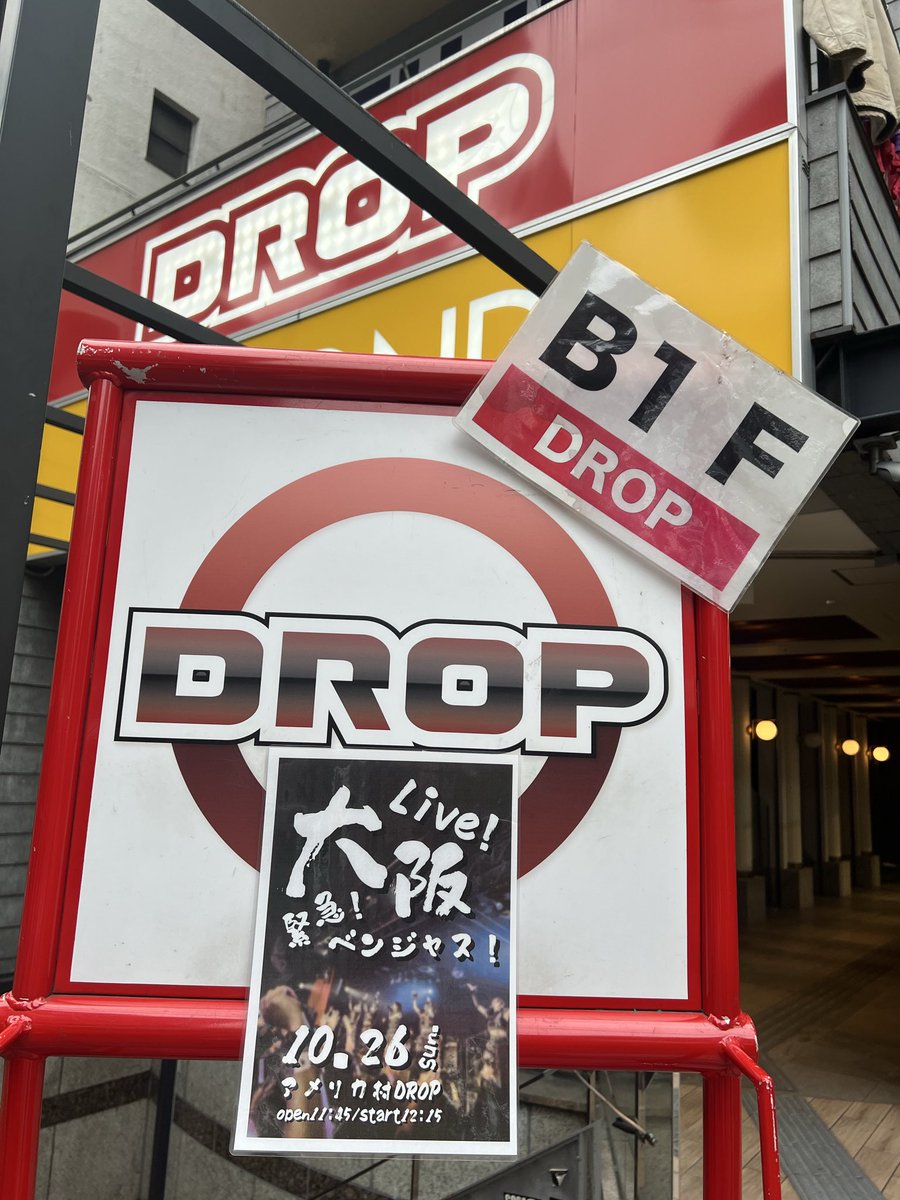 DROP
B1F
DROP
DROP
Live!
大阪
緊急!
ベンジャス!
10.26 sun.
アメリカ村DROP
open11:45/start12:15